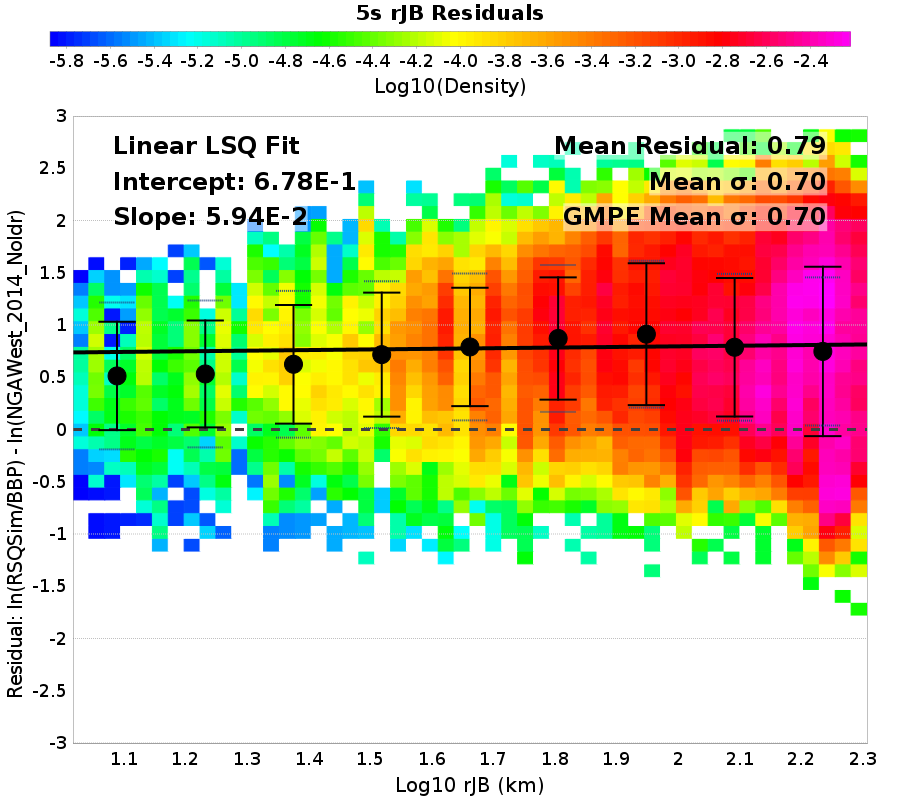 5s rJB Residuals
-5.8 -5.6 -5.4 -5.2 -5.0 -4.8 -4.6 -4.4 -4.2 -4.0 -3.8 -3.6 -3.4 -3.2 -3.0 -2.8 -2.6 -2.4
Log10(Density)
Linear LSQ Fit
Intercept: 6.78E-1
Slope: 5.94E-2
Mean Residual: 0.79
Mean σ: 0.70
GMPE Mean σ: 0.70
Residual: ln(RSQSim/BBP) - ln(NGAWest_2014_NoIdr)
3
2.5
2
1.5
1
0.5
0
-0.5
-1
-1.5
-2
-2.5
-3
1.1 1.2 1.3 1.4 1.5 1.6 1.7 1.8 1.9 2 2.1 2.2 2.3
Log10 rJB (km)